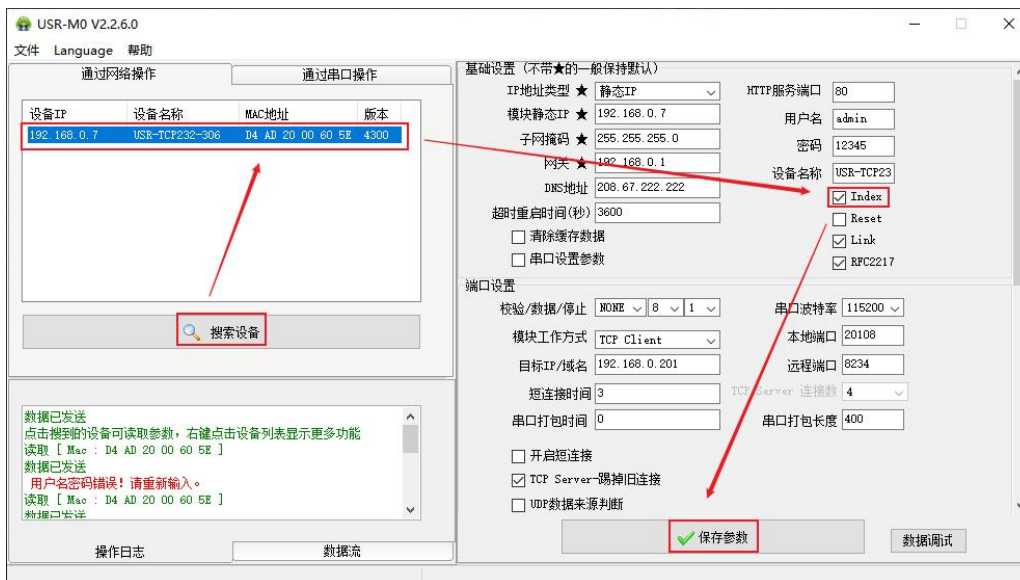 USR-M0 V2.2.6.0
文件 Language 帮助
通过网络操作 通过串口操作
设备IP 设备名称 MAC地址 版本
192.168.0.7 USR-TCP232-306 D4 AD 20 00 60 5E 4300
搜索设备
数据已发送
点击搜到的设备可读取参数，右键点击设备列表显示更多功能
读取 [ Mac : D4 AD 20 00 60 5E ]
数据已发送
用户名密码错误！请重新输入。
读取 [ Mac : D4 AD 20 00 60 5E ]
数据已发送
操作日志 数据流
基础设置 (不带★的一般保持默认)
IP地址类型 ★ 静态IP HTTP服务端口 80
模块静态IP ★ 192.168.0.7 用户名 admin
子网掩码 ★ 255.255.255.0 密码 12345
网关 ★ 192.168.0.1 设备名称 USR-TCP23
DNS地址 208.67.222.222 Index
超时重启时间(秒) 3600 Reset
清除缓存数据 Link
串口设置参数 RFC2217
端口设置
校验/数据/停止 NONE 8 1 串口波特率 115200
模块工作方式 TCP Client 本地端口 20108
目标IP/域名 192.168.0.201 远程端口 8234
短连接时间 3 TCP Server 连接数 4
串口打包时间 0 串口打包长度 400
开启短连接
TCP Server-踢掉旧连接
UDP数据来源判断
保存参数 数据调试